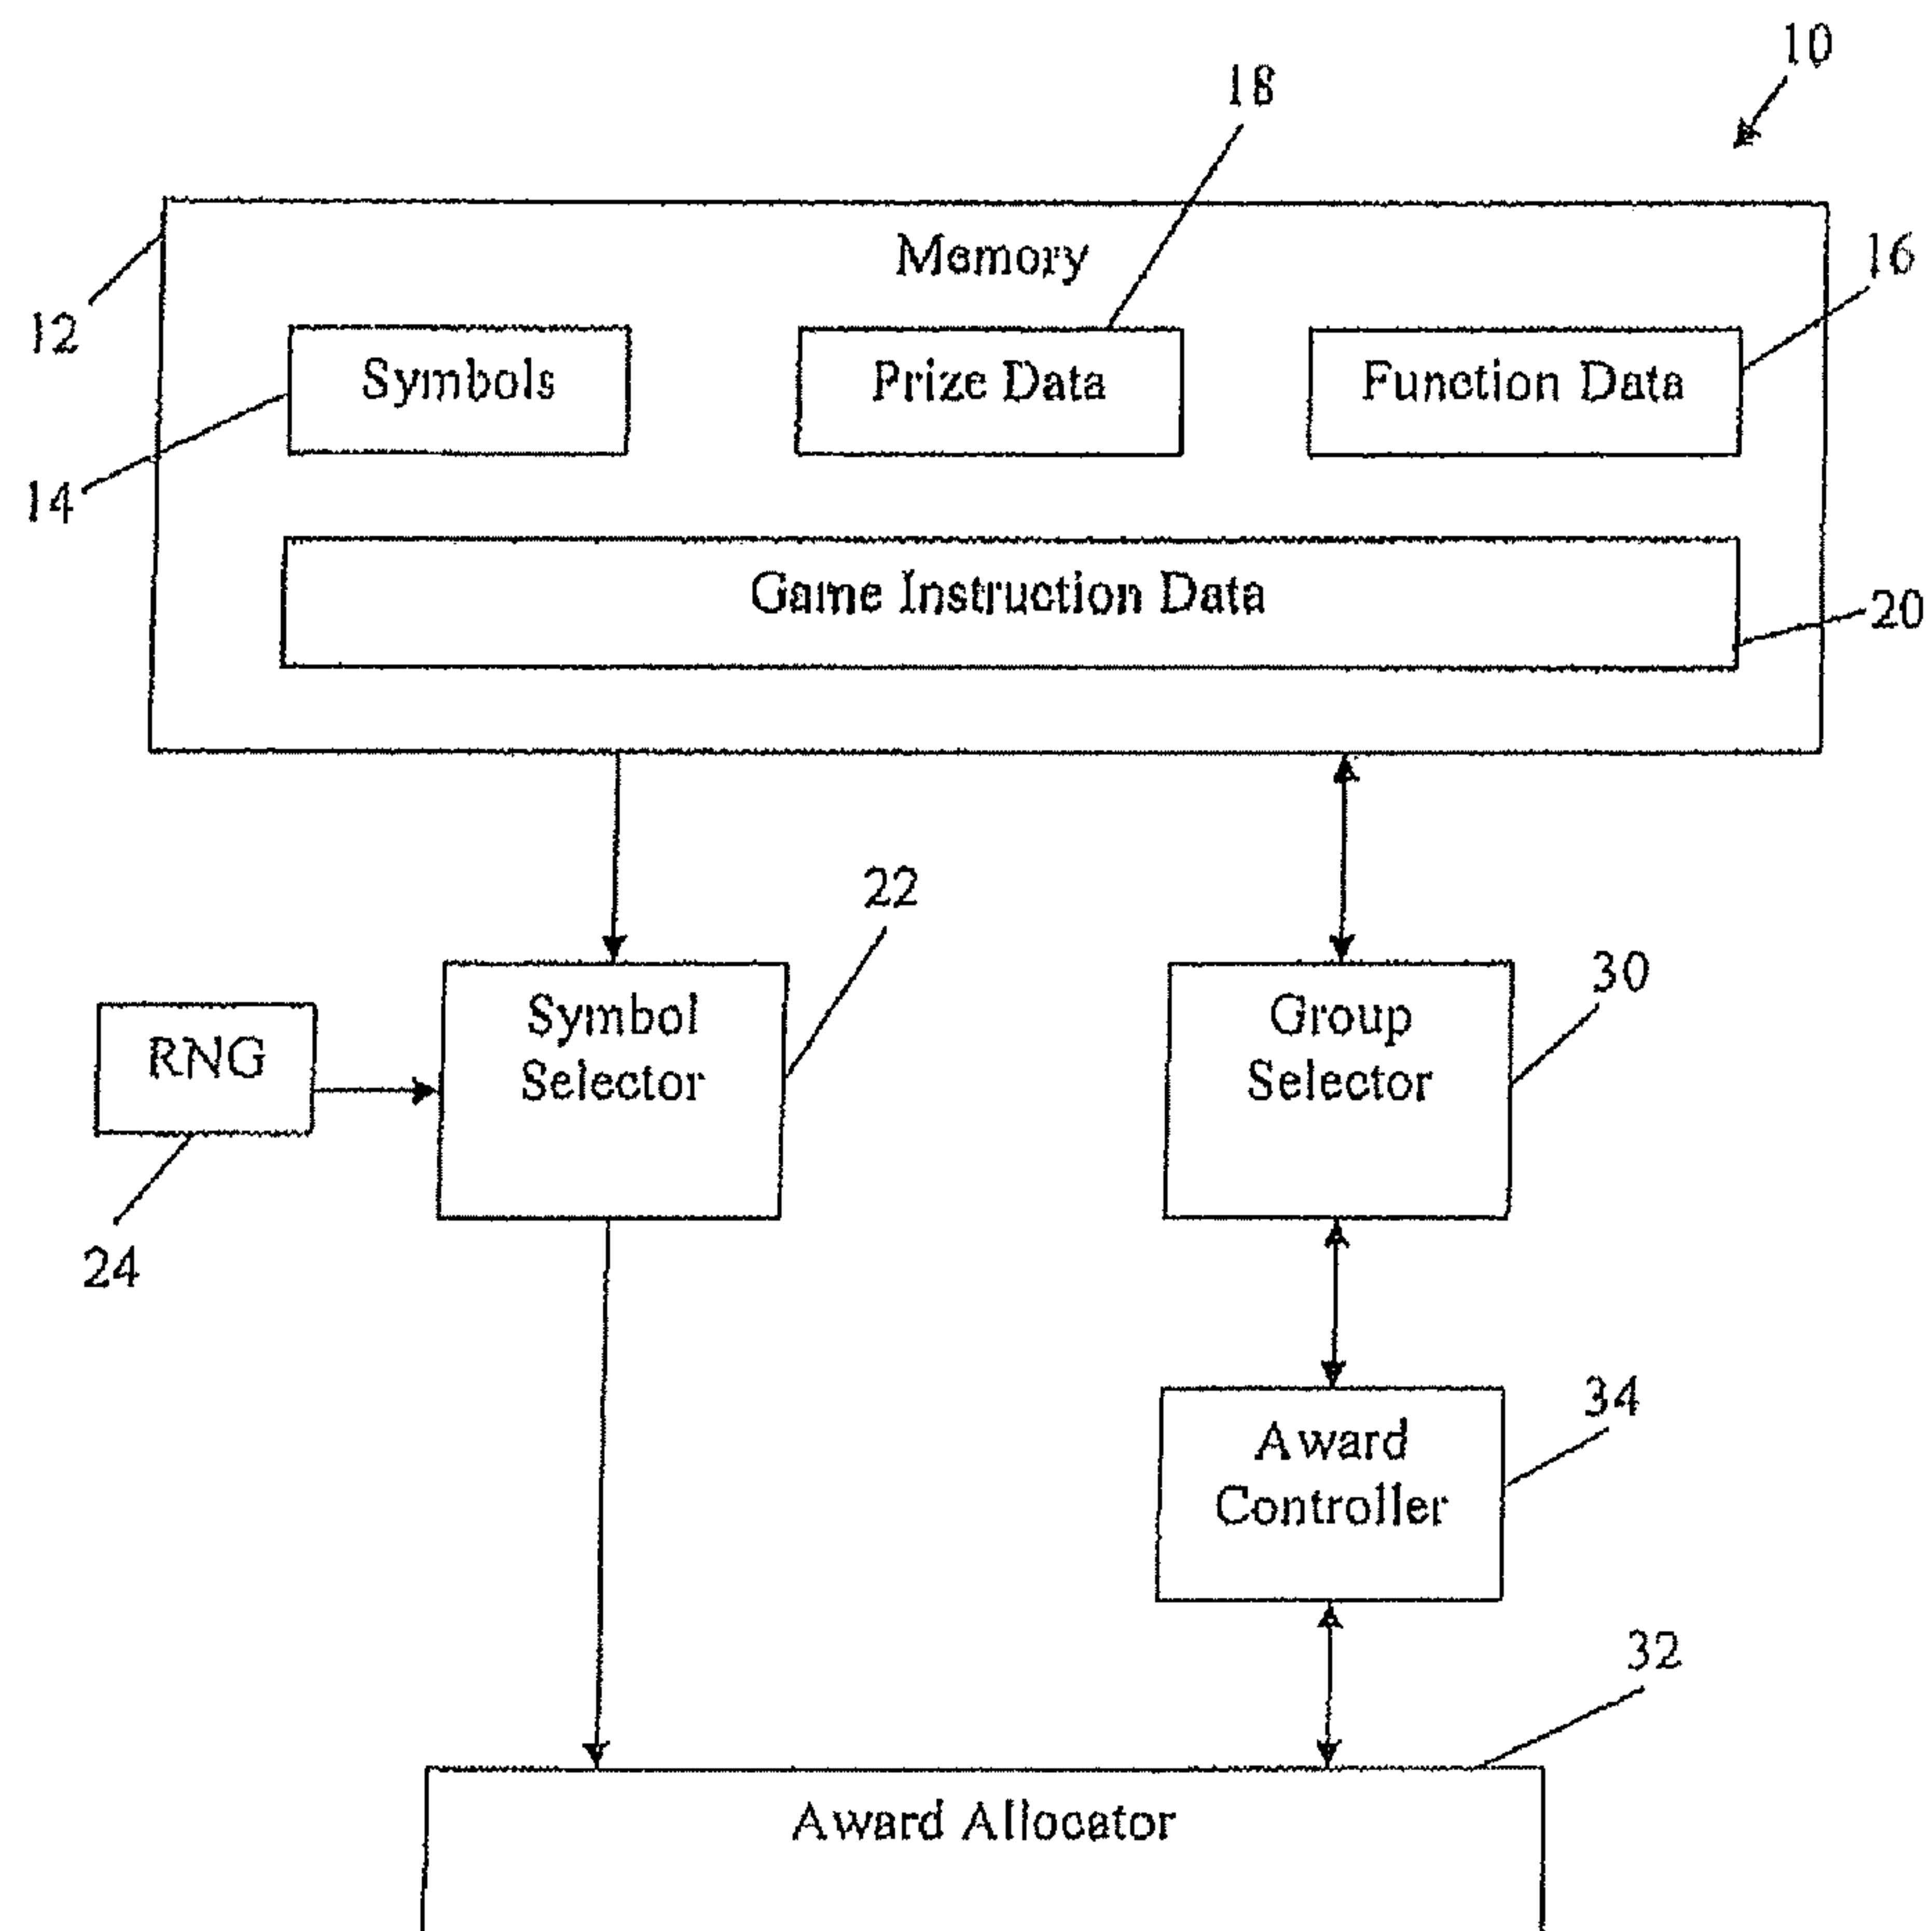 10
18
Memory
16
12
Symbols
Prize Data
Function Data
14
Game Instruction Data
20
22
30
Symbol
Selector
Group
Selector
RNG
24
34
Award
Controller
32
Award Allocator